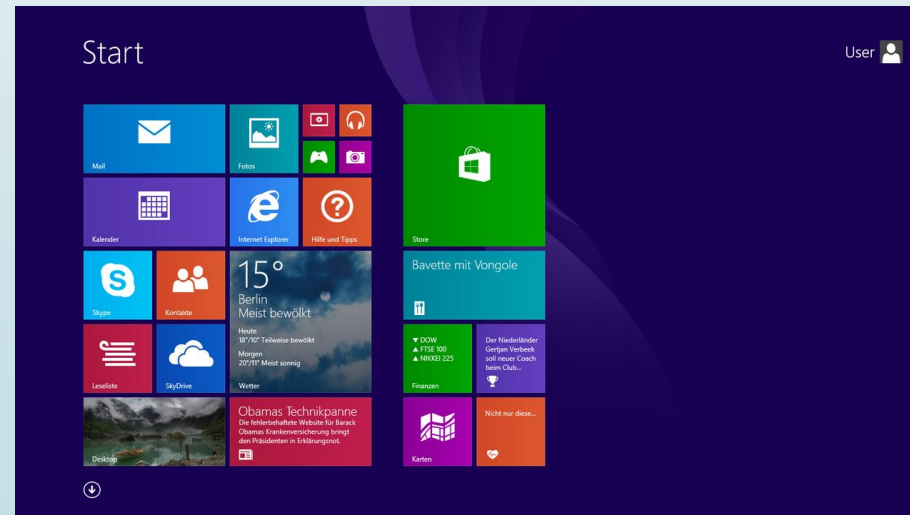 Start
User
Mail
Fotos
Kalender
Internet Explorer
Hilfe und Tipps
Skype
Kontakte
15°
Berlin
Meist bewölkt
Heute
18°/10° Teilweise bewölkt
Morgen
20°/11° Meist sonnig
Wetter
Leseliste
SkyDrive
Desktop
Obamas Technikpanne
Die fehlerbehaftete Website für Barack
Obamas Krankenversicherung bringt
den Präsidenten in Erklärungsnot.
Store
Bavette mit Vongole
▼ DOW
▲ FTSE 100
▲ NIKKEI 225
Finanzen
Der Niederländer
Gertjan Verbeek
soll neuer Coach
beim Club...
Karten
Nicht nur diese...